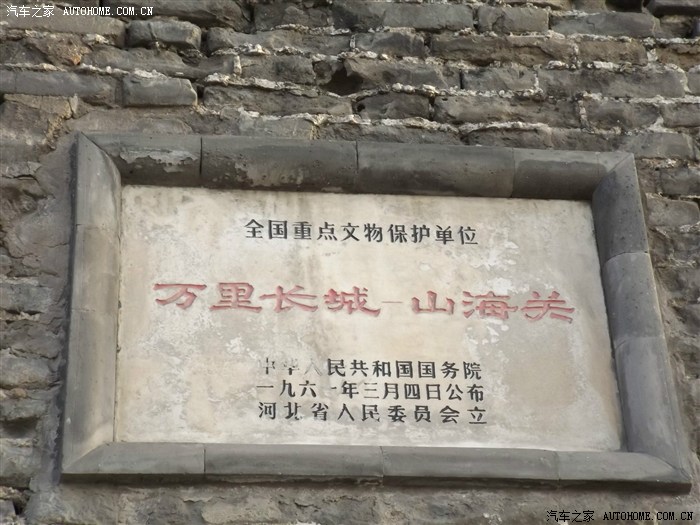 汽车之家 AUTOHOME.COM.CN
全国重点文物保护单位
万里长城-山海关
中华人民共和国国务院
一九六一年三月四日公布
河北省人民委员会立
汽车之家 AUTOHOME.COM.CN